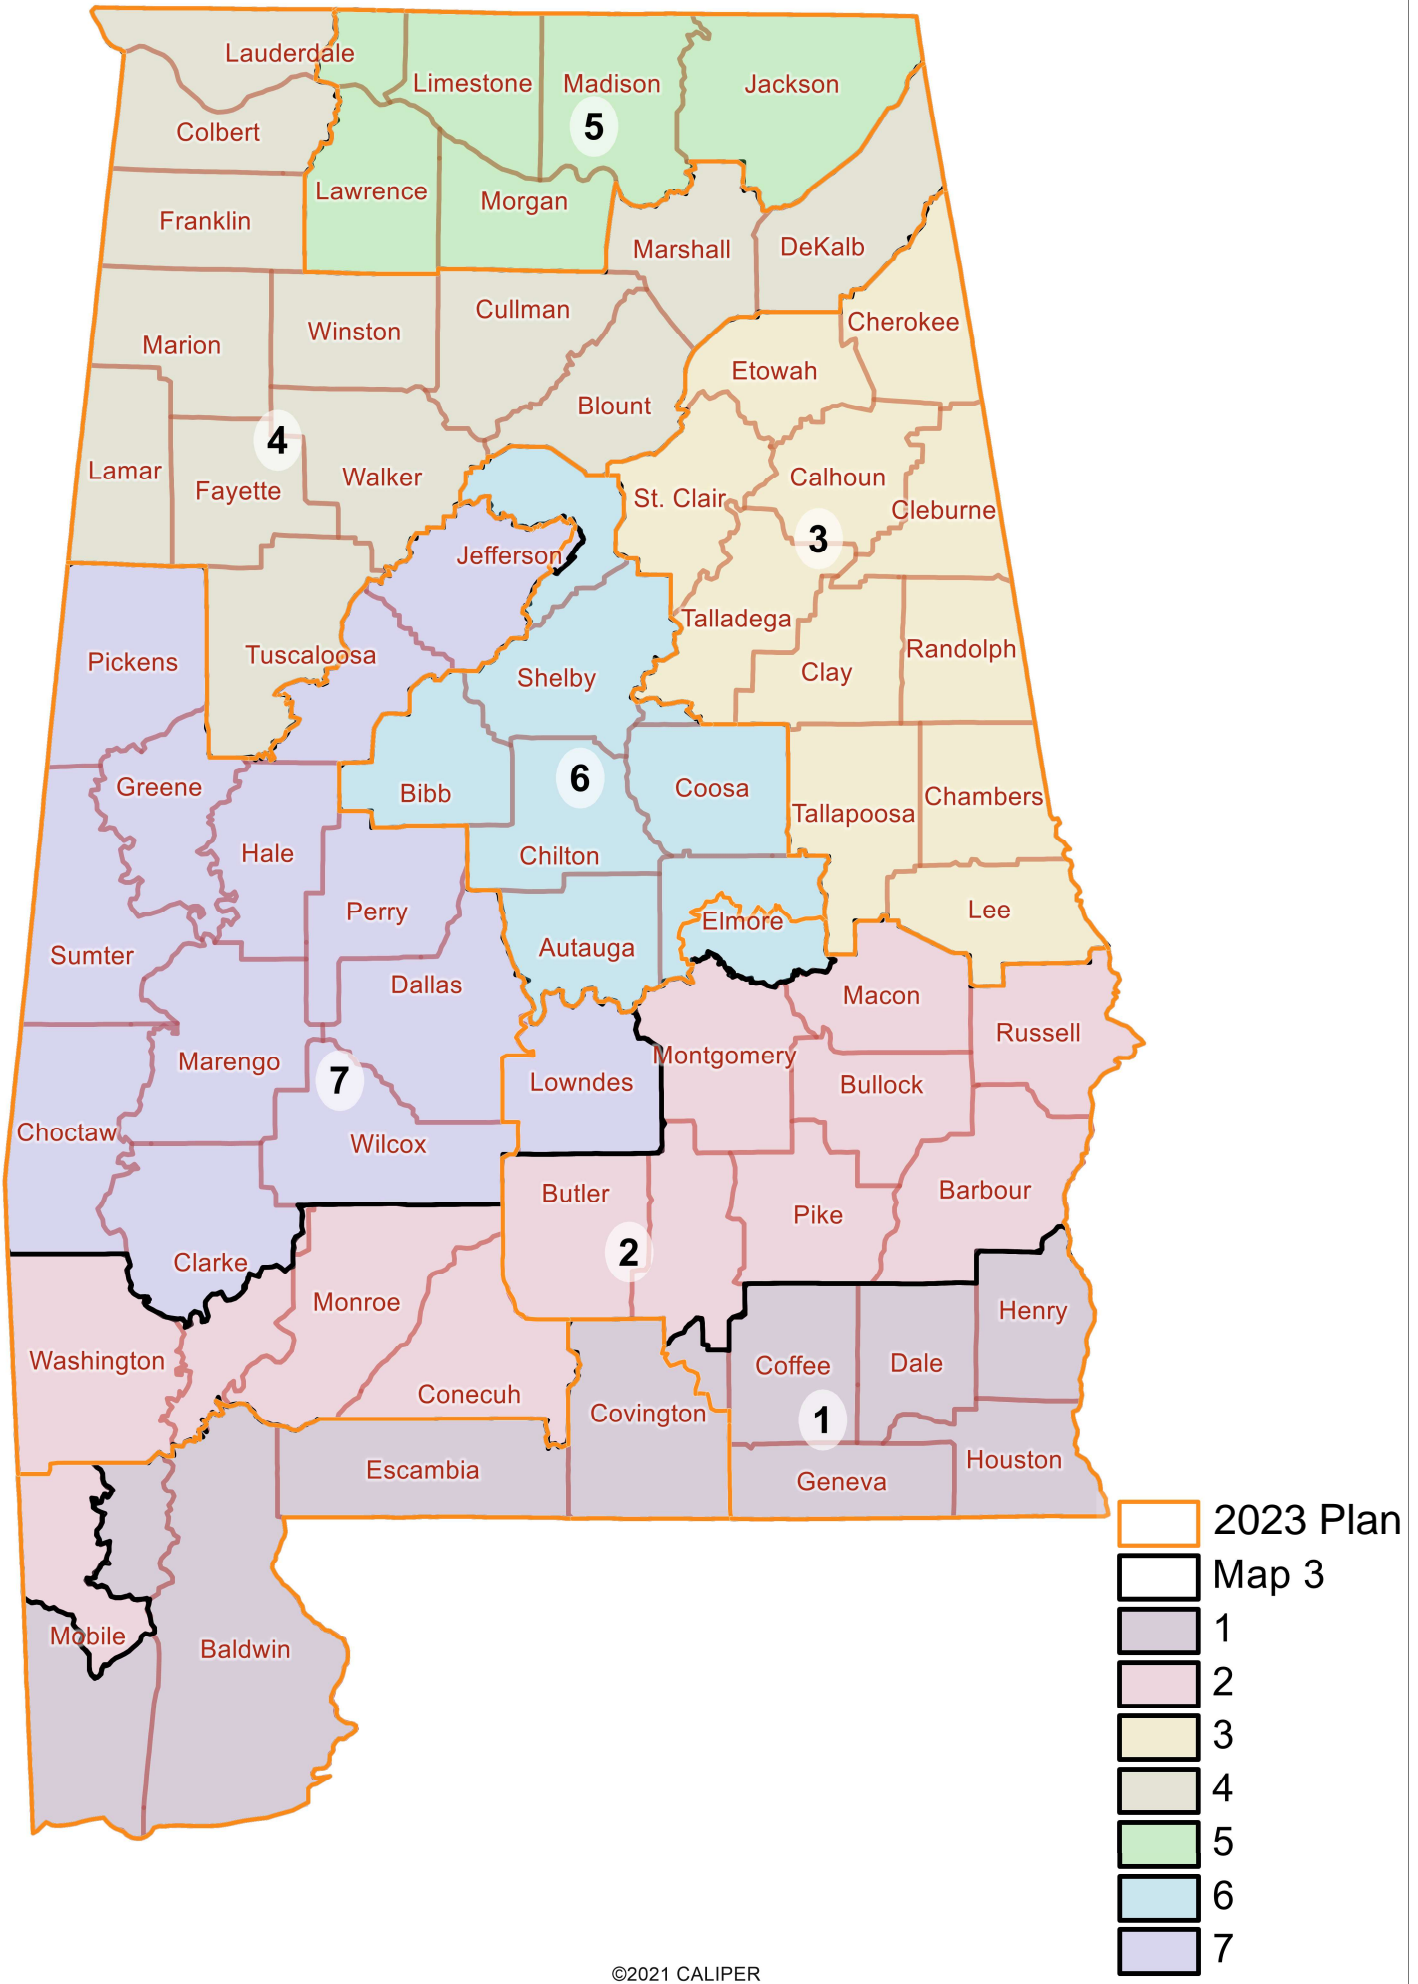 Lauderdale
Limestone
Madison
Jackson
5
Colbert
Lawrence
Morgan
Franklin
Marshall
DeKalb
Cullman
Winston
Marion
Cherokee
Etowah
Blount
4
Lamar
Fayette
Walker
St. Clair
Calhoun
Cleburne
3
Jefferson
Talladega
Randolph
Tuscaloosa
Pickens
Shelby
Clay
6
Greene
Bibb
Coosa
Chambers
Tallapoosa
Hale
Chilton
Perry
Elmore
Lee
Sumter
Autauga
Dallas
Macon
Russell
Marengo
7
Lowndes
Montgomery
Bullock
Choctaw
Wilcox
Butler
Pike
Barbour
2
Clarke
Monroe
Henry
Washington
Coffee
Dale
Conecuh
Covington
1
Escambia
Geneva
Houston
Mobile
Baldwin
2023 Plan
Map 3
1
2
3
4
5
6
7
©2021 CALIPER